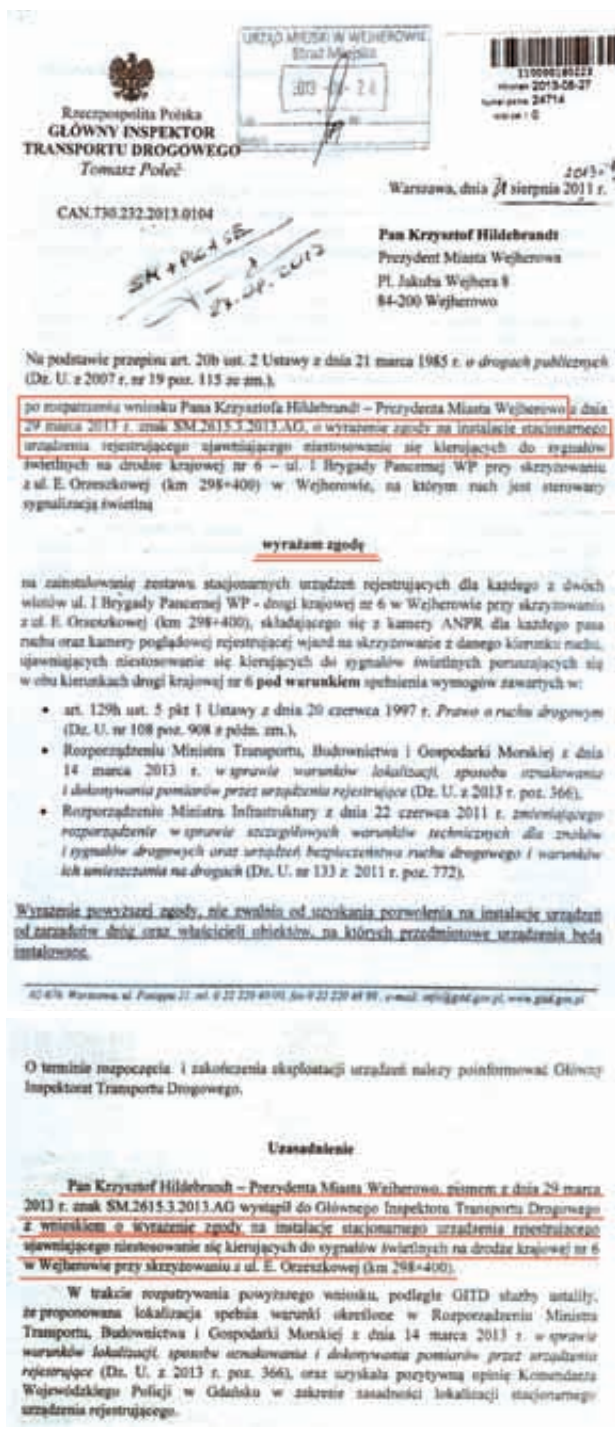 URZĄD MIEJSKI W WEJHEROWIE
Straż Miejska
2013 -08- 28
2013-08-27
24714
Rzeczpospolita Polska
GŁÓWNY INSPEKTOR
TRANSPORTU DROGOWEGO
Tomasz Połeć
CAN.730.232.2013.0104
2013
Warszawa, dnia 21 sierpnia 2011 r.
SM + PK + SE
Pan Krzysztof Hildebrandt
Prezydent Miasta Wejherowa
Pl. Jakuba Wejhera 8
84-200 Wejherowo
Na podstawie przepisu art. 20b ust. 2 Ustawy z dnia 21 marca 1985 r. o drogach publicznych
(Dz. U. z 2007 r. nr 19 poz. 115 ze zm.),
po rozpatrzeniu wniosku Pana Krzysztofa Hildebrandt – Prezydenta Miasta Wejherowo z dnia
29 marca 2013 r. znak SM.2615.3.2013.AG, o wyrażenie zgody na instalację stacjonarnego
urządzenia rejestrującego ujawniającego niestosowanie się kierujących do sygnałów
świetlnych na drodze krajowej nr 6 – ul. I Brygady Pancernej WP przy skrzyżowaniu
z ul. E. Orzeszkowej (km 298+400) w Wejherowie, na którym ruch jest sterowany
sygnalizacją świetlną
wyrażam zgodę
na zainstalowanie zestawu stacjonarnych urządzeń rejestrujących dla każdego z dwóch
wlotów ul. I Brygady Pancernej WP - drogi krajowej nr 6 w Wejherowie przy skrzyżowaniu
z ul. E. Orzeszkowej (km 298+400), składającego się z kamery ANPR dla każdego pasa
ruchu oraz kamery poglądowej rejestrującej wjazd na skrzyżowanie z danego kierunku ruchu,
ujawniających niestosowanie się kierujących do sygnałów świetlnych poruszających się
w obu kierunkach drogi krajowej nr 6 pod warunkiem spełnienia wymogów zawartych w:
• art. 129h ust. 5 pkt 1 Ustawy z dnia 20 czerwca 1997 r. Prawo o ruchu drogowym
(Dz. U. nr 108 poz. 908 z późn. zm.),
• Rozporządzeniu Ministra Transportu, Budownictwa i Gospodarki Morskiej z dnia
14 marca 2013 r. w sprawie warunków lokalizacji, sposobu oznakowania
i dokonywania pomiarów przez urządzenia rejestrujące (Dz. U. z 2013 r. poz. 366),
• Rozporządzeniu Ministra Infrastruktury z dnia 22 czerwca 2011 r. zmieniającego
rozporządzenie w sprawie szczegółowych warunków technicznych dla znaków
i sygnałów drogowych oraz urządzeń bezpieczeństwa ruchu drogowego i warunków
ich umieszczania na drogach (Dz. U. nr 133 z 2011 r. poz. 772),
Wyrażenie powyższej zgody, nie zwalnia od uzyskania pozwolenia na instalację urządzeń
od zarządców dróg oraz właścicieli obiektów, na których przedmiotowe urządzenia będą
instalowane.
O terminie rozpoczęcia i zakończenia eksploatacji urządzeń należy poinformować Główny
Inspektorat Transportu Drogowego.
Uzasadnienie
Pan Krzysztof Hildebrandt – Prezydenta Miasta Wejherowo, pismem z dnia 29 marca
2013 r. znak SM.2615.3.2013.AG wystąpił do Głównego Inspektora Transportu Drogowego
z wnioskiem o wyrażenie zgody na instalację stacjonarnego urządzenia rejestrującego
ujawniającego niestosowanie się kierujących do sygnałów świetlnych na drodze krajowej nr 6
w Wejherowie przy skrzyżowaniu z ul. E. Orzeszkowej (km 298+400).
W trakcie rozpatrywania powyższego wniosku, podległe GITD służby ustaliły,
że proponowana lokalizacja spełnia warunki określone w Rozporządzeniu Ministra
Transportu, Budownictwa i Gospodarki Morskiej z dnia 14 marca 2013 r. w sprawie
warunków lokalizacji, sposobu oznakowania i dokonywania pomiarów przez urządzenia
rejestrujące (Dz. U. z 2013 r. poz. 366), oraz uzyskała pozytywną opinię Komendanta
Wojewódzkiego Policji w Gdańsku w zakresie zasadności lokalizacji stacjonarnego
urządzenia rejestrującego.